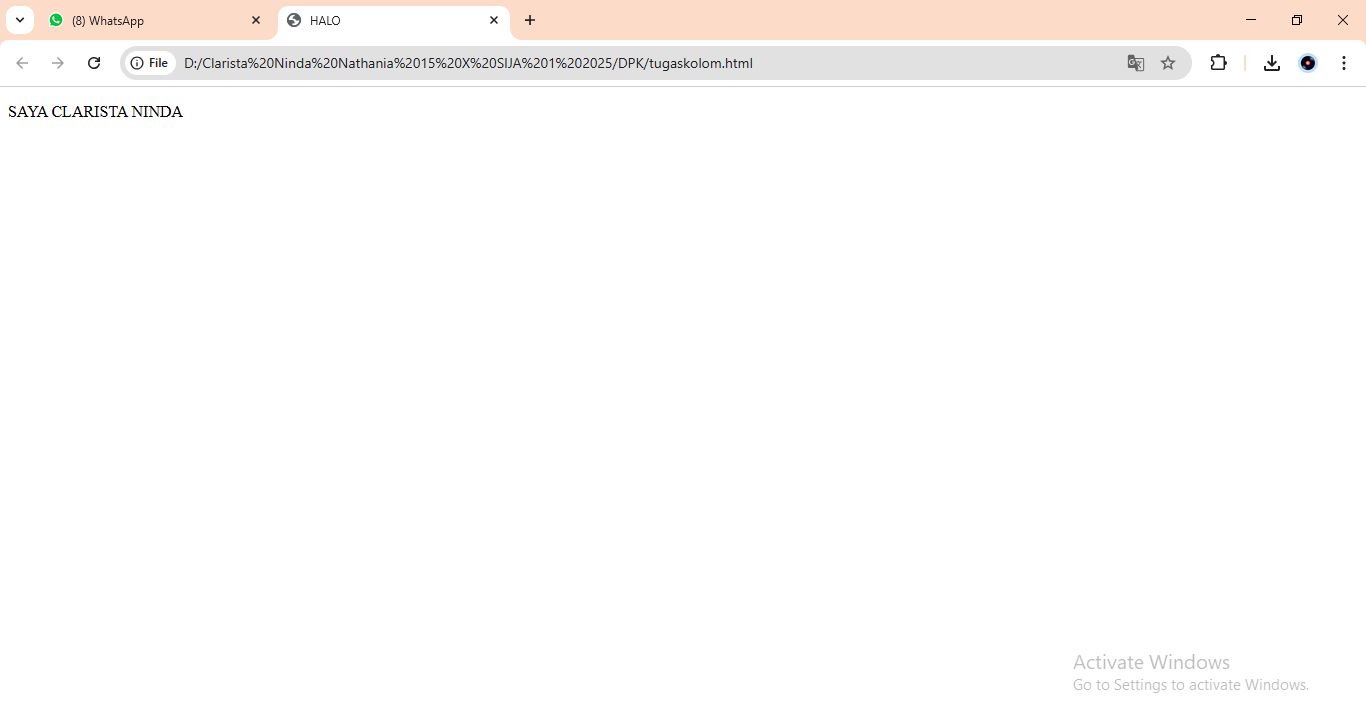 (8) WhatsApp
HALO
File
D:/Clarista%20Ninda%20Nathania%2015%20X%20SIJA%201%202025/DPK/tugaskolom.html
SAYA CLARISTA NINDA
Activate Windows
Go to Settings to activate Windows.